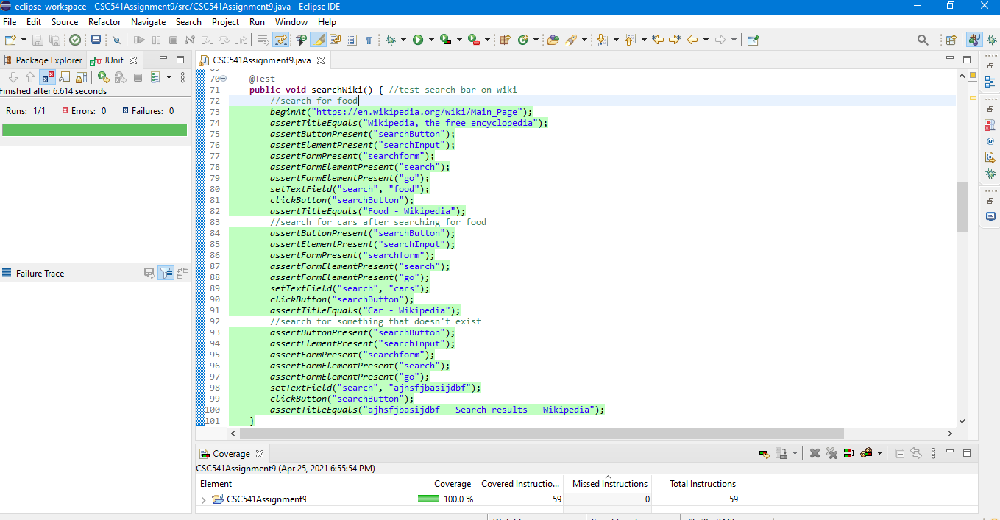 eclipse-workspace - CSC541Assignment9/src/CSC541Assignment9.java - Eclipse IDE
File Edit Source Refactor Navigate Search Project Run Window Help
Package Explorer JUnit
Finished after 6.614 seconds
Runs: 1/1 Errors: 0 Failures: 0
Failure Trace
CSC541Assignment9.java
70 @Test
71 public void searchWiki() { //test search bar on wiki
72 //search for food
73 beginAt("https://en.wikipedia.org/wiki/Main_Page");
74 assertTitleEquals("Wikipedia, the free encyclopedia");
75 assertButtonPresent("searchButton");
76 assertElementPresent("searchInput");
77 assertFormPresent("searchform");
78 assertFormElementPresent("search");
79 assertFormElementPresent("go");
80 setTextField("search", "food");
81 clickButton("searchButton");
82 assertTitleEquals("Food - Wikipedia");
83 //search for cars after searching for food
84 assertButtonPresent("searchButton");
85 assertElementPresent("searchInput");
86 assertFormPresent("searchform");
87 assertFormElementPresent("search");
88 assertFormElementPresent("go");
89 setTextField("search", "cars");
90 clickButton("searchButton");
91 assertTitleEquals("Car - Wikipedia");
92 //search for something that doesn't exist
93 assertButtonPresent("searchButton");
94 assertElementPresent("searchInput");
95 assertFormPresent("searchform");
96 assertFormElementPresent("search");
97 assertFormElementPresent("go");
98 setTextField("search", "ajhsfjbasijdbf");
99 clickButton("searchButton");
100 assertTitleEquals("ajhsfjbasijdbf - Search results - Wikipedia");
101 }
Coverage
CSC541Assignment9 (Apr 25, 2021 6:55:54 PM)
Element Coverage Covered Instructio... Missed Instructions Total Instructions
CSC541Assignment9 100.0 % 59 0 59